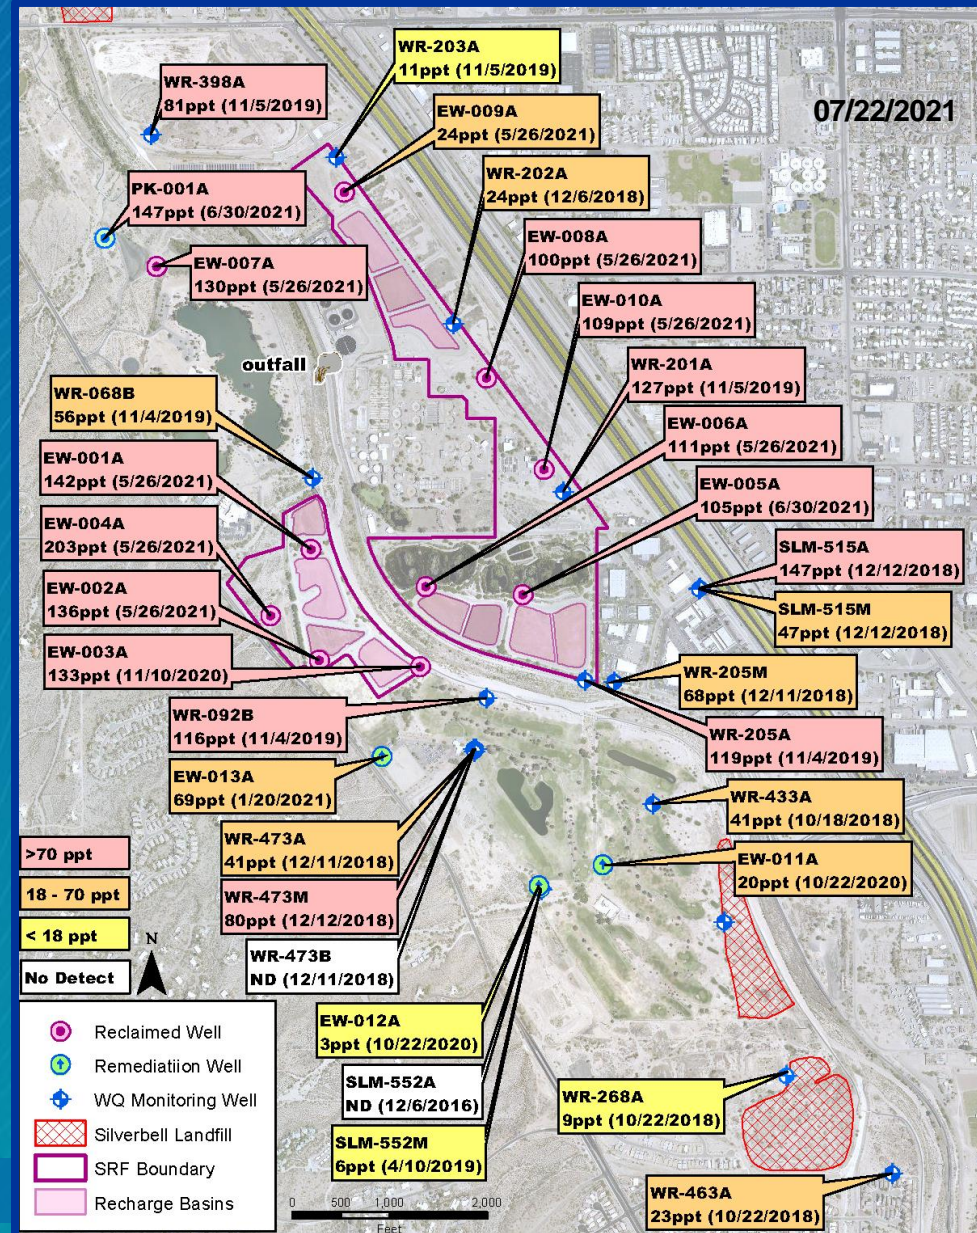 07/22/2021
WR-203A
11ppt (11/5/2019)
WR-398A
81ppt (11/5/2019)
EW-009A
24ppt (5/26/2021)
WR-202A
24ppt (12/6/2018)
PK-001A
147ppt (6/30/2021)
EW-008A
100ppt (5/26/2021)
EW-007A
130ppt (5/26/2021)
EW-010A
109ppt (5/26/2021)
outfall
WR-201A
127ppt (11/5/2019)
WR-068B
56ppt (11/4/2019)
EW-006A
111ppt (5/26/2021)
EW-001A
142ppt (5/26/2021)
EW-005A
105ppt (6/30/2021)
EW-004A
203ppt (5/26/2021)
SLM-515A
147ppt (12/12/2018)
EW-002A
136ppt (5/26/2021)
SLM-515M
47ppt (12/12/2018)
EW-003A
133ppt (11/10/2020)
WR-205M
68ppt (12/11/2018)
WR-092B
116ppt (11/4/2019)
WR-205A
119ppt (11/4/2019)
EW-013A
69ppt (1/20/2021)
WR-433A
41ppt (10/18/2018)
WR-473A
41ppt (12/11/2018)
EW-011A
20ppt (10/22/2020)
WR-473M
80ppt (12/12/2018)
WR-473B
ND (12/11/2018)
EW-012A
3ppt (10/22/2020)
SLM-552A
ND (12/6/2016)
SLM-552M
6ppt (4/10/2019)
WR-268A
9ppt (10/22/2018)
WR-463A
23ppt (10/22/2018)
>70 ppt
18 - 70 ppt
< 18 ppt
No Detect
N
Reclaimed Well
Remediatiion Well
WQ Monitoring Well
Silverbell Landfill
SRF Boundary
Recharge Basins
0 500 1,000 2,000
Feet